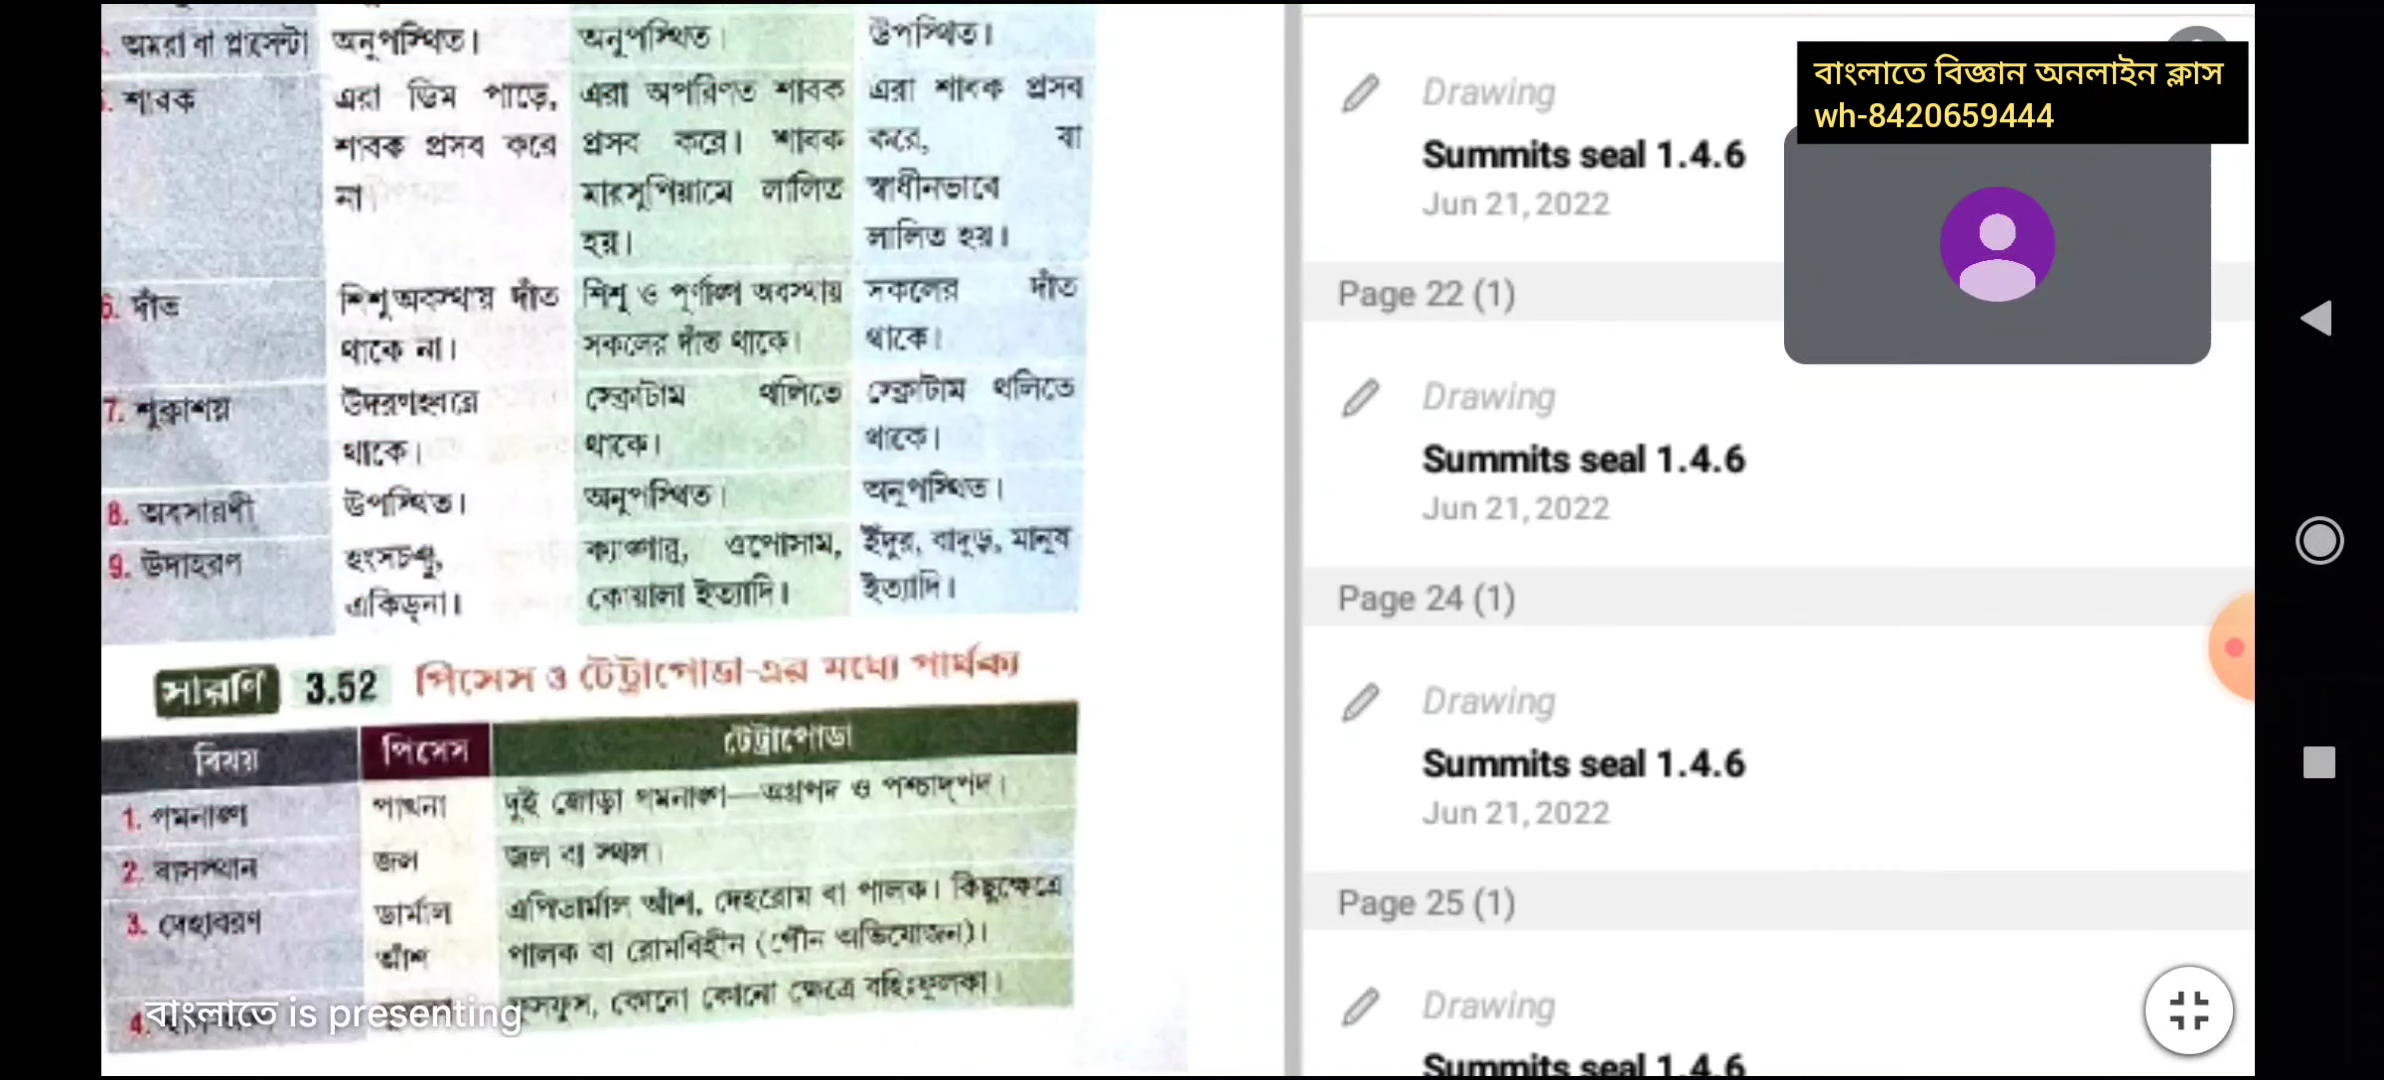 অমরা বা প্লাসেন্টা অনুপস্থিত। অনুপস্থিত। উপস্থিত।
শাবক এরা ডিম পাড়ে, এরা অপরিণত শাবক এরা শাবক প্রসব
শাবক প্রসব করে প্রসব করে। শাবক করে, বা
না মারসুপিয়ামে লালিত স্বাধীনভাবে
হয়। লালিত হয়।
6. দাঁত শিশু অবস্থায় দাঁত শিশু ও পূর্ণাঙ্গ অবস্থায় সকলের দাঁত
থাকে না। সকলের দাঁত থাকে। থাকে।
7. শুক্রাশয় উদরগহ্বরে স্ক্রোটাম থলিতে স্ক্রোটাম থলিতে
থাকে। থাকে। থাকে।
8. অবসারণী উপস্থিত। অনুপস্থিত। অনুপস্থিত।
9. উদাহরণ হংসচঞ্চু, ক্যাঙ্গারু, ওপোসাম, ইঁদুর, বাদুড়, মানুষ
একিড্‌না। কোয়ালা ইত্যাদি। ইত্যাদি।
সারণি 3.52 পিসেস ও টেট্রাপোডা-এর মধ্যে পার্থক্য
বিষয় পিসেস টেট্রাপোডা
1. গমনাঙ্গ পাখনা দুই জোড়া গমনাঙ্গ—অগ্রপদ ও পশ্চাদ্‌পদ।
2. বাসস্থান জল জল বা স্থল।
3. দেহাবরণ ডার্মাল এপিডার্মাল আঁশ, দেহরোম বা পালক। কিছুক্ষেত্রে
আঁশ পালক বা রোমবিহীন (গৌন অভিযোজন)।
4. ফুসফুস, কোনো কোনো ক্ষেত্রে বহিঃফুলকা।
বাংলাতে is presenting
বাংলাতে বিজ্ঞান অনলাইন ক্লাস
wh-8420659444
Drawing
Summits seal 1.4.6
Jun 21, 2022
Page 22 (1)
Drawing
Summits seal 1.4.6
Jun 21, 2022
Page 24 (1)
Drawing
Summits seal 1.4.6
Jun 21, 2022
Page 25 (1)
Drawing
Summits seal 1.4.6